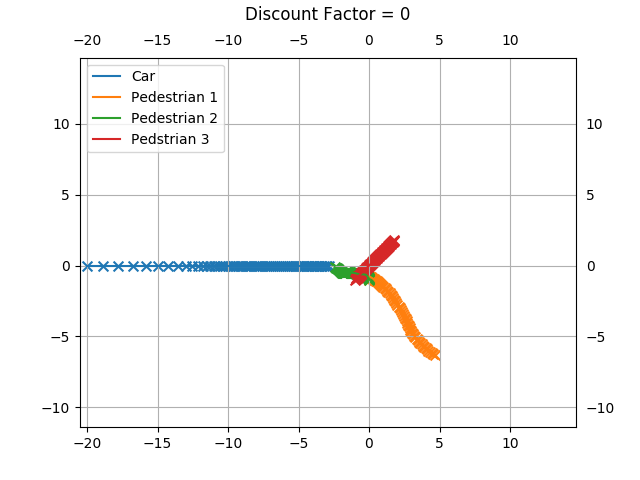 Discount Factor = 0
−20 −15 −10 −5 0 5 10
Car
Pedestrian 1
Pedestrian 2
Pedstrian 3
10 10
5 5
0 0
−5 −5
−10 −10
−20 −15 −10 −5 0 5 10